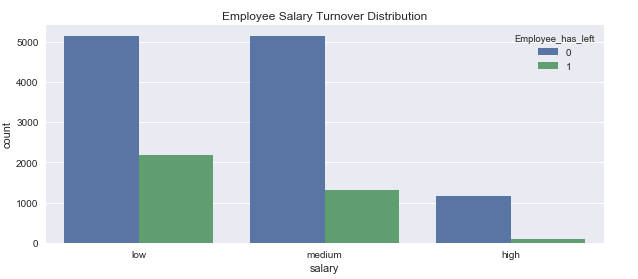 Employee Salary Turnover Distribution
Employee_has_left
0
1
5000
4000
3000
2000
1000
0
count
low medium high
salary